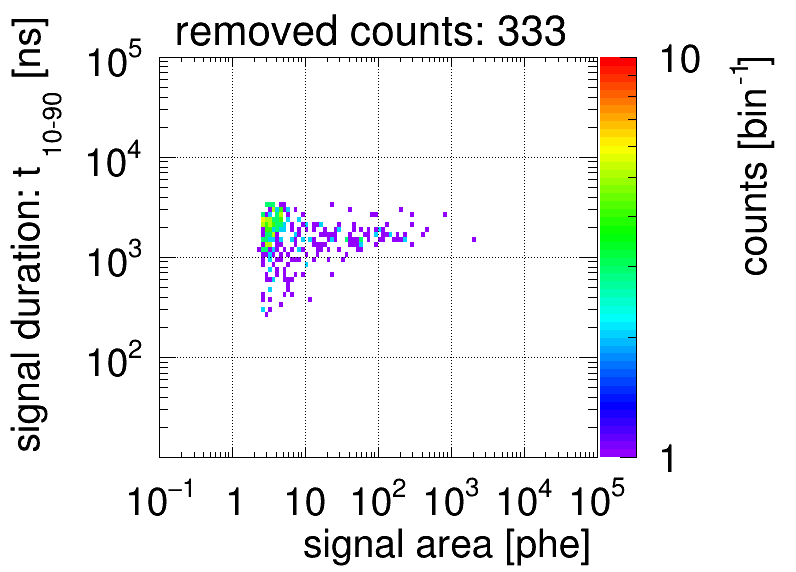 removed counts: 333
signal duration: t 10-90 [ns]
10^5
10^4
10^3
10^2
10^−1 1 10 10^2 10^3 10^4 10^5
signal area [phe]
10
1
counts [bin^-1]